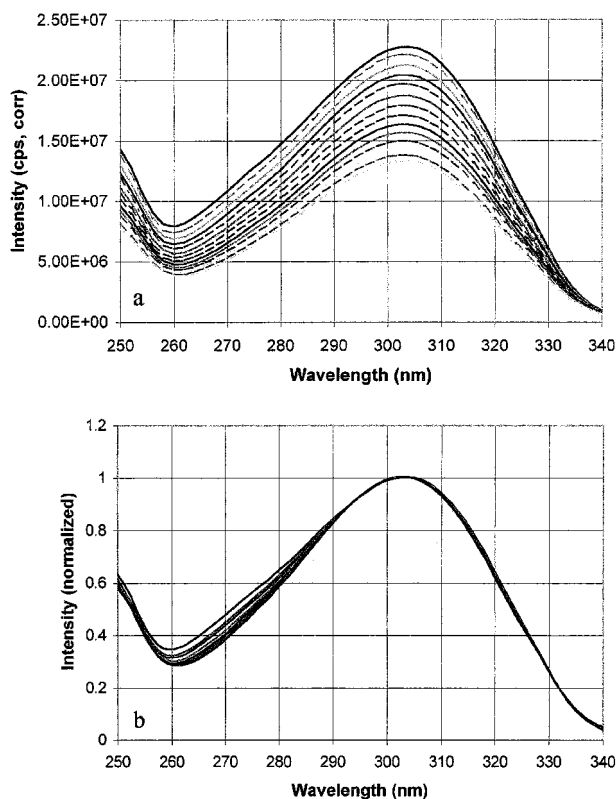 2.50E+07
2.00E+07
1.50E+07
1.00E+07
5.00E+06
0.00E+00
Intensity (cps, corr)
a
250 260 270 280 290 300 310 320 330 340
Wavelength (nm)
1.2
1
0.8
0.6
0.4
0.2
0
Intensity (normalized)
b
250 260 270 280 290 300 310 320 330 340
Wavelength (nm)